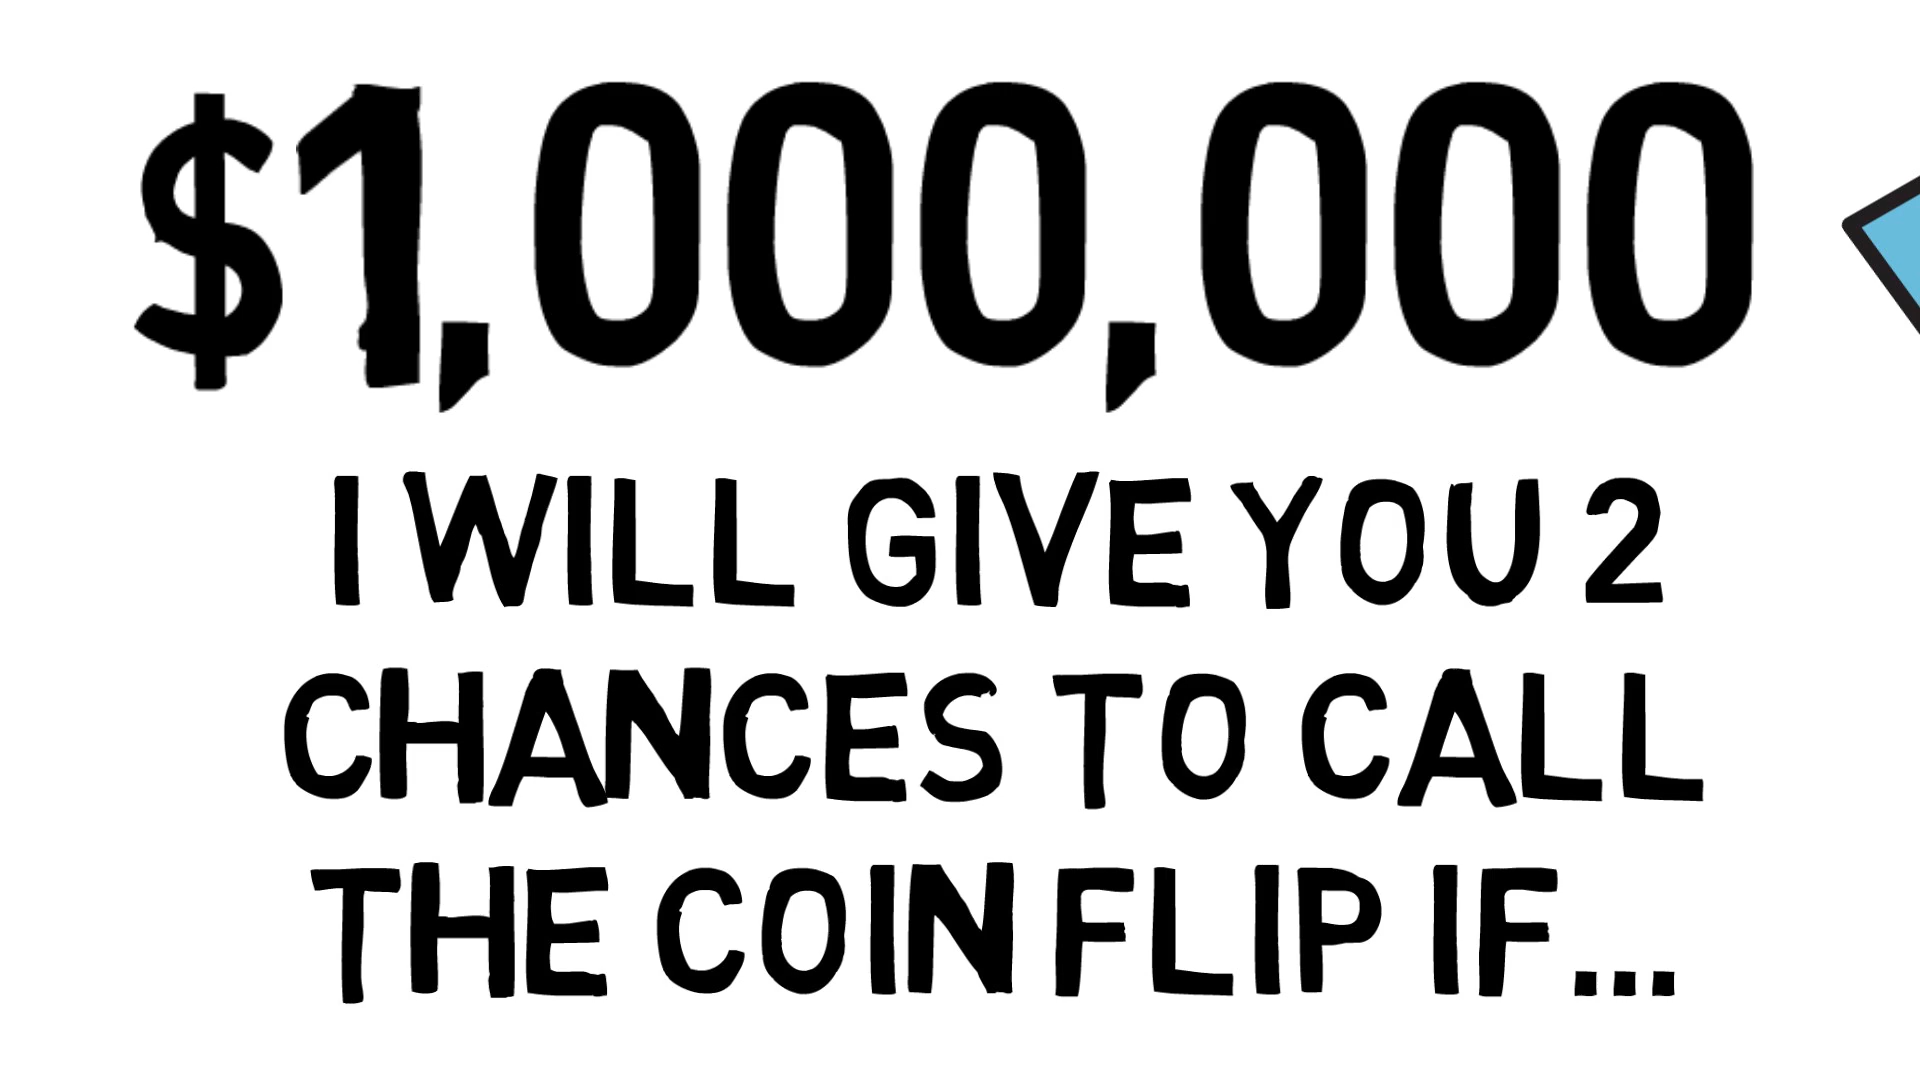 $1,000,000
I WILL GIVE YOU 2
CHANCES TO CALL
THE COIN FLIP IF...